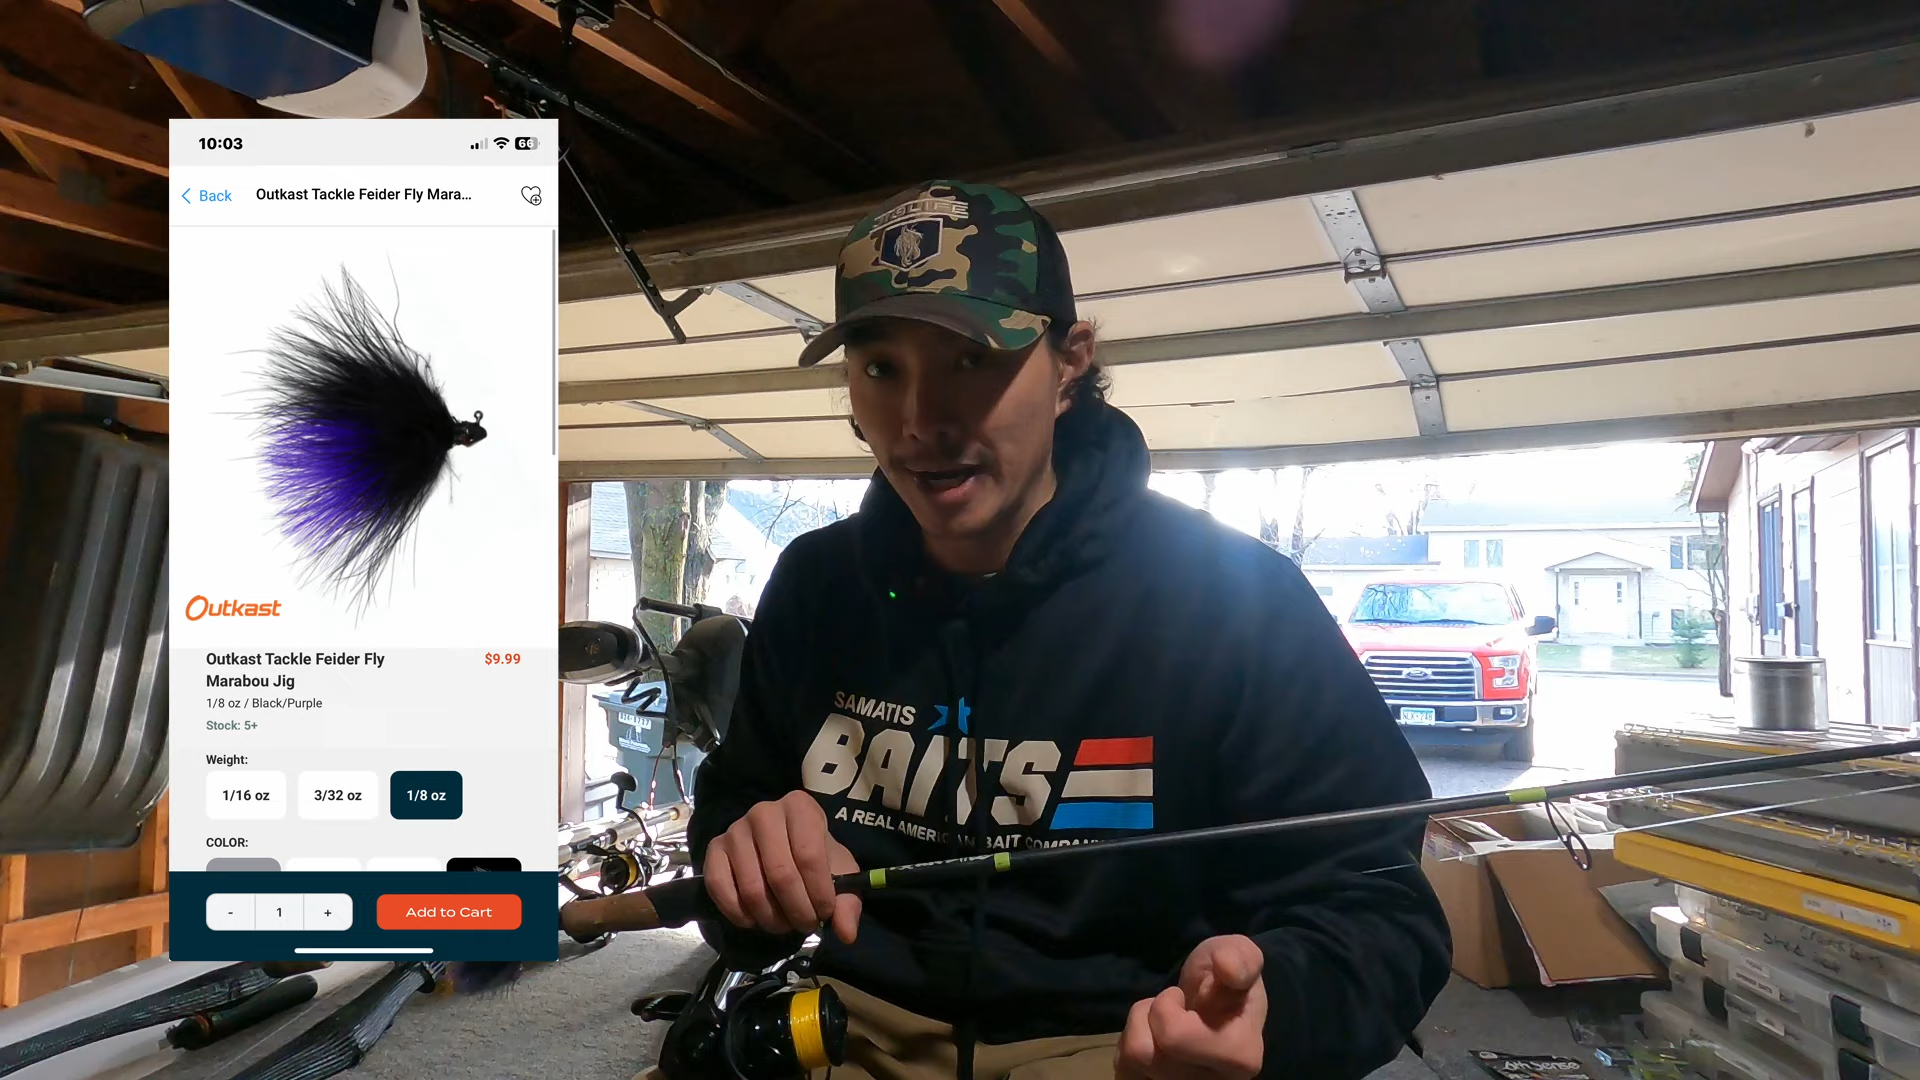 10:03
66
Back
Outkast Tackle Feider Fly Mara...
Outkast
Outkast Tackle Feider Fly
$9.99
Marabou Jig
1/8 oz / Black/Purple
Stock: 5+
Weight:
1/16 oz
3/32 oz
1/8 oz
COLOR:
-
1
+
Add to Cart
SAMATIS
BAITS
A REAL AMERICAN BAIT COMPANY